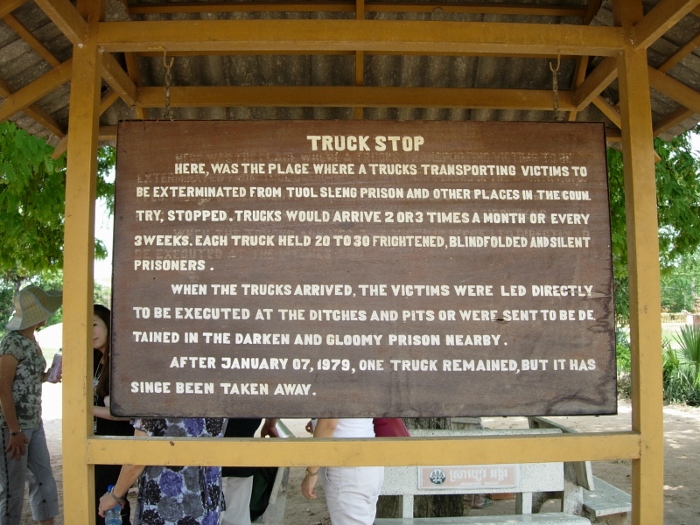 TRUCK STOP
HERE, WAS THE PLACE WHERE A TRUCKS TRANSPORTING VICTIMS TO
BE EXTERMINATED FROM TUOL SLENG PRISON AND OTHER PLACES IN THE COUN
TRY, STOPPED. TRUCKS WOULD ARRIVE 2 OR 3 TIMES A MONTH OR EVERY
3 WEEKS. EACH TRUCK HELD 20 TO 30 FRIGHTENED, BLINDFOLDED AND SILENT
PRISONERS.
WHEN THE TRUCKS ARRIVED, THE VICTIMS WERE LED DIRECTLY
TO BE EXECUTED AT THE DITCHES AND PITS OR WERE SENT TO BE DE
TAINED IN THE DARKEN AND GLOOMY PRISON NEARBY.
AFTER JANUARY 07, 1979, ONE TRUCK REMAINED, BUT IT HAS
SINGE BEEN TAKEN AWAY.